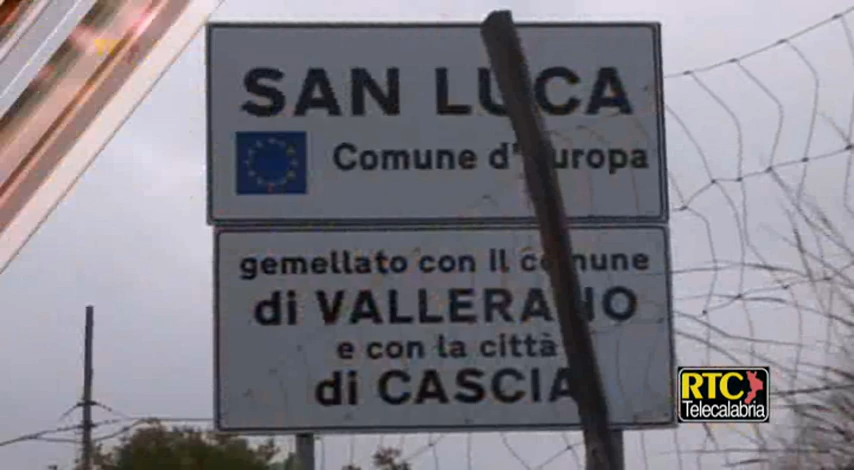 SAN LUCA
Comune d'Europa
gemellato con il comune
di VALLERANO
e con la città
di CASCIA
RTC
Telecalabria